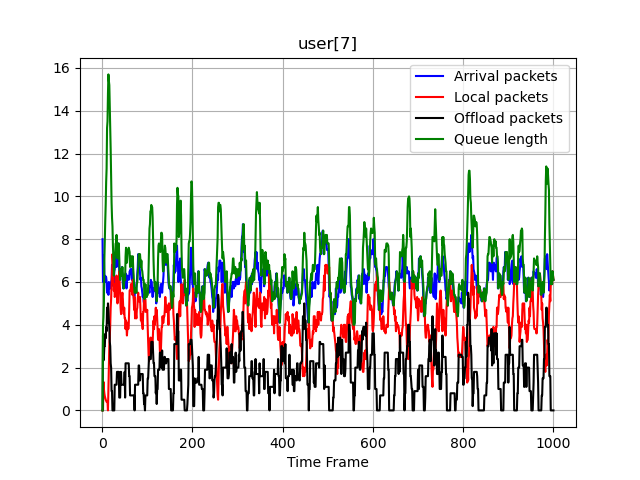 user[7]
16
14
12
10
8
6
4
2
0
Arrival packets
Local packets
Offload packets
Queue length
0 200 400 600 800 1000
Time Frame